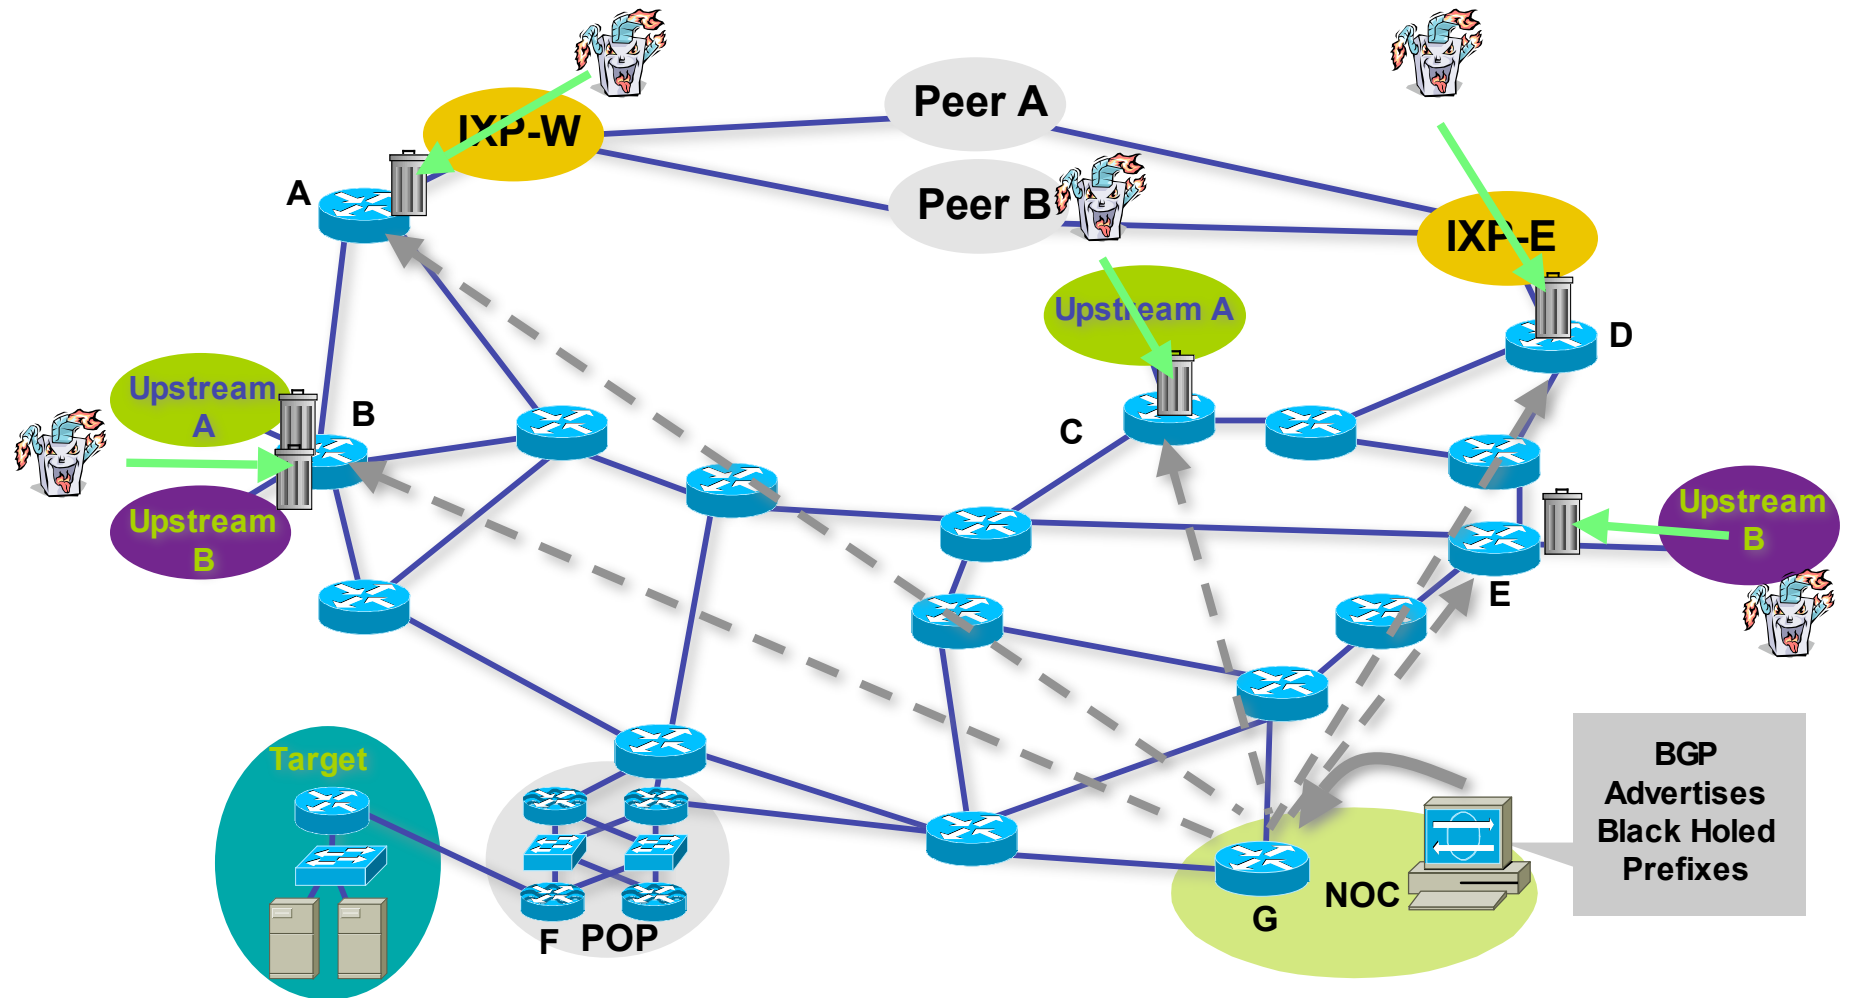 Peer A
IXP-W
A
Peer B
IXP-E
Upstream A
D
Upstream
A
B
C
Upstream
B
Upstream
B
E
Target
BGP
Advertises
Black Holed
Prefixes
NOC
G
F
POP